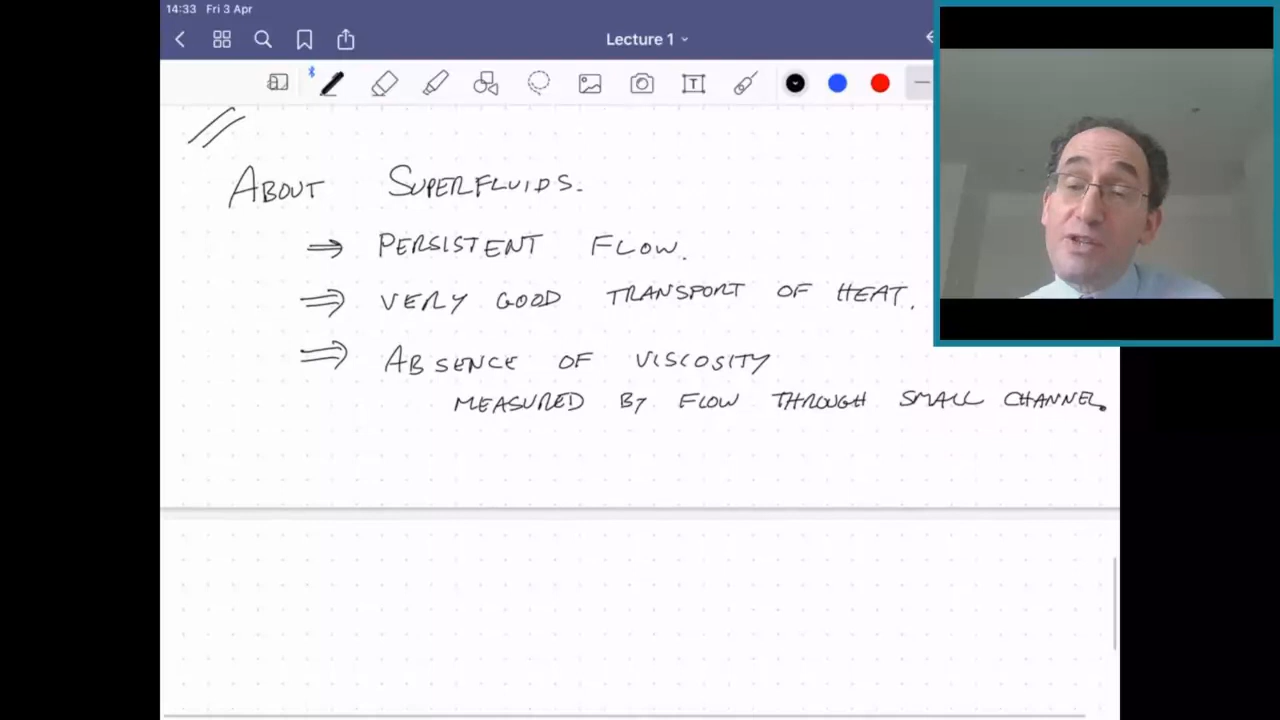 14:33 Fri 3 Apr
Lecture 1
T
ABOUT SUPERFLUIDS.
⇒ PERSISTENT FLOW.
⇒ VERY GOOD TRANSPORT OF HEAT.
⇒ ABSENCE OF VISCOSITY
MEASURED BY FLOW THROUGH SMALL CHANNEL.